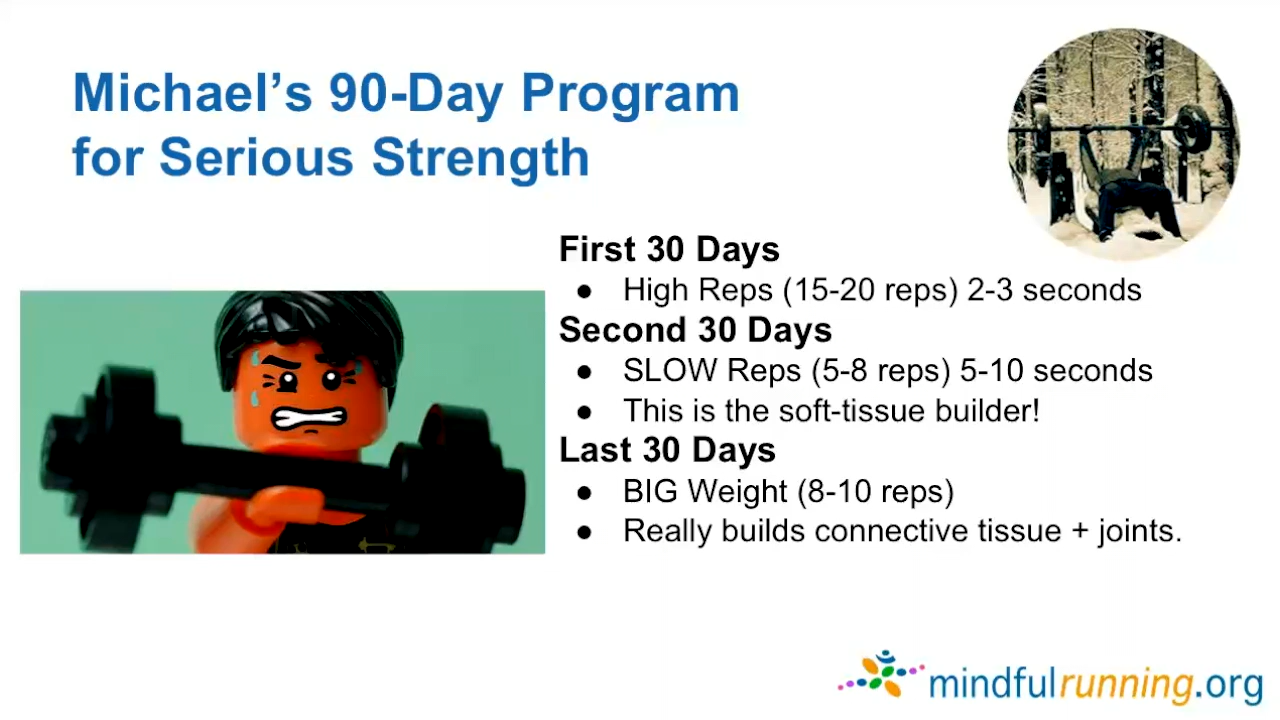 Michael's 90-Day Program
for Serious Strength
First 30 Days
● High Reps (15-20 reps) 2-3 seconds
Second 30 Days
● SLOW Reps (5-8 reps) 5-10 seconds
● This is the soft-tissue builder!
Last 30 Days
● BIG Weight (8-10 reps)
● Really builds connective tissue + joints.
mindfulrunning.org